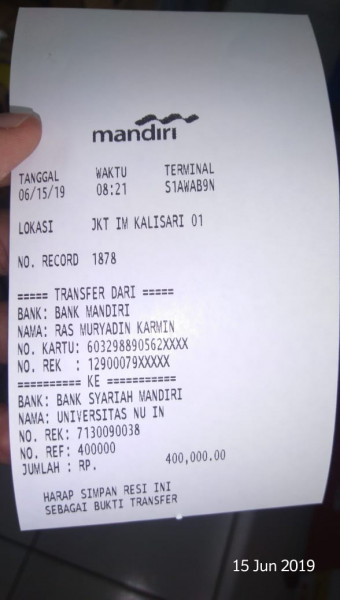 mandiri
TANGGAL WAKTU TERMINAL
06/15/19 08:21 S1AWAB9N
LOKASI JKT IM KALISARI 01
NO. RECORD 1878
===== TRANSFER DARI =====
BANK: BANK MANDIRI
NAMA: RAS MURYADIN KARMIN
NO. KARTU: 603298890562XXXX
NO. REK : 12900079XXXXX
========== KE ===========
BANK: BANK SYARIAH MANDIRI
NAMA: UNIVERSITAS NU IN
NO. REK: 7130090038
NO. REF: 400000
JUMLAH : RP. 400,000.00
HARAP SIMPAN RESI INI
SEBAGAI BUKTI TRANSFER
15 Jun 2019